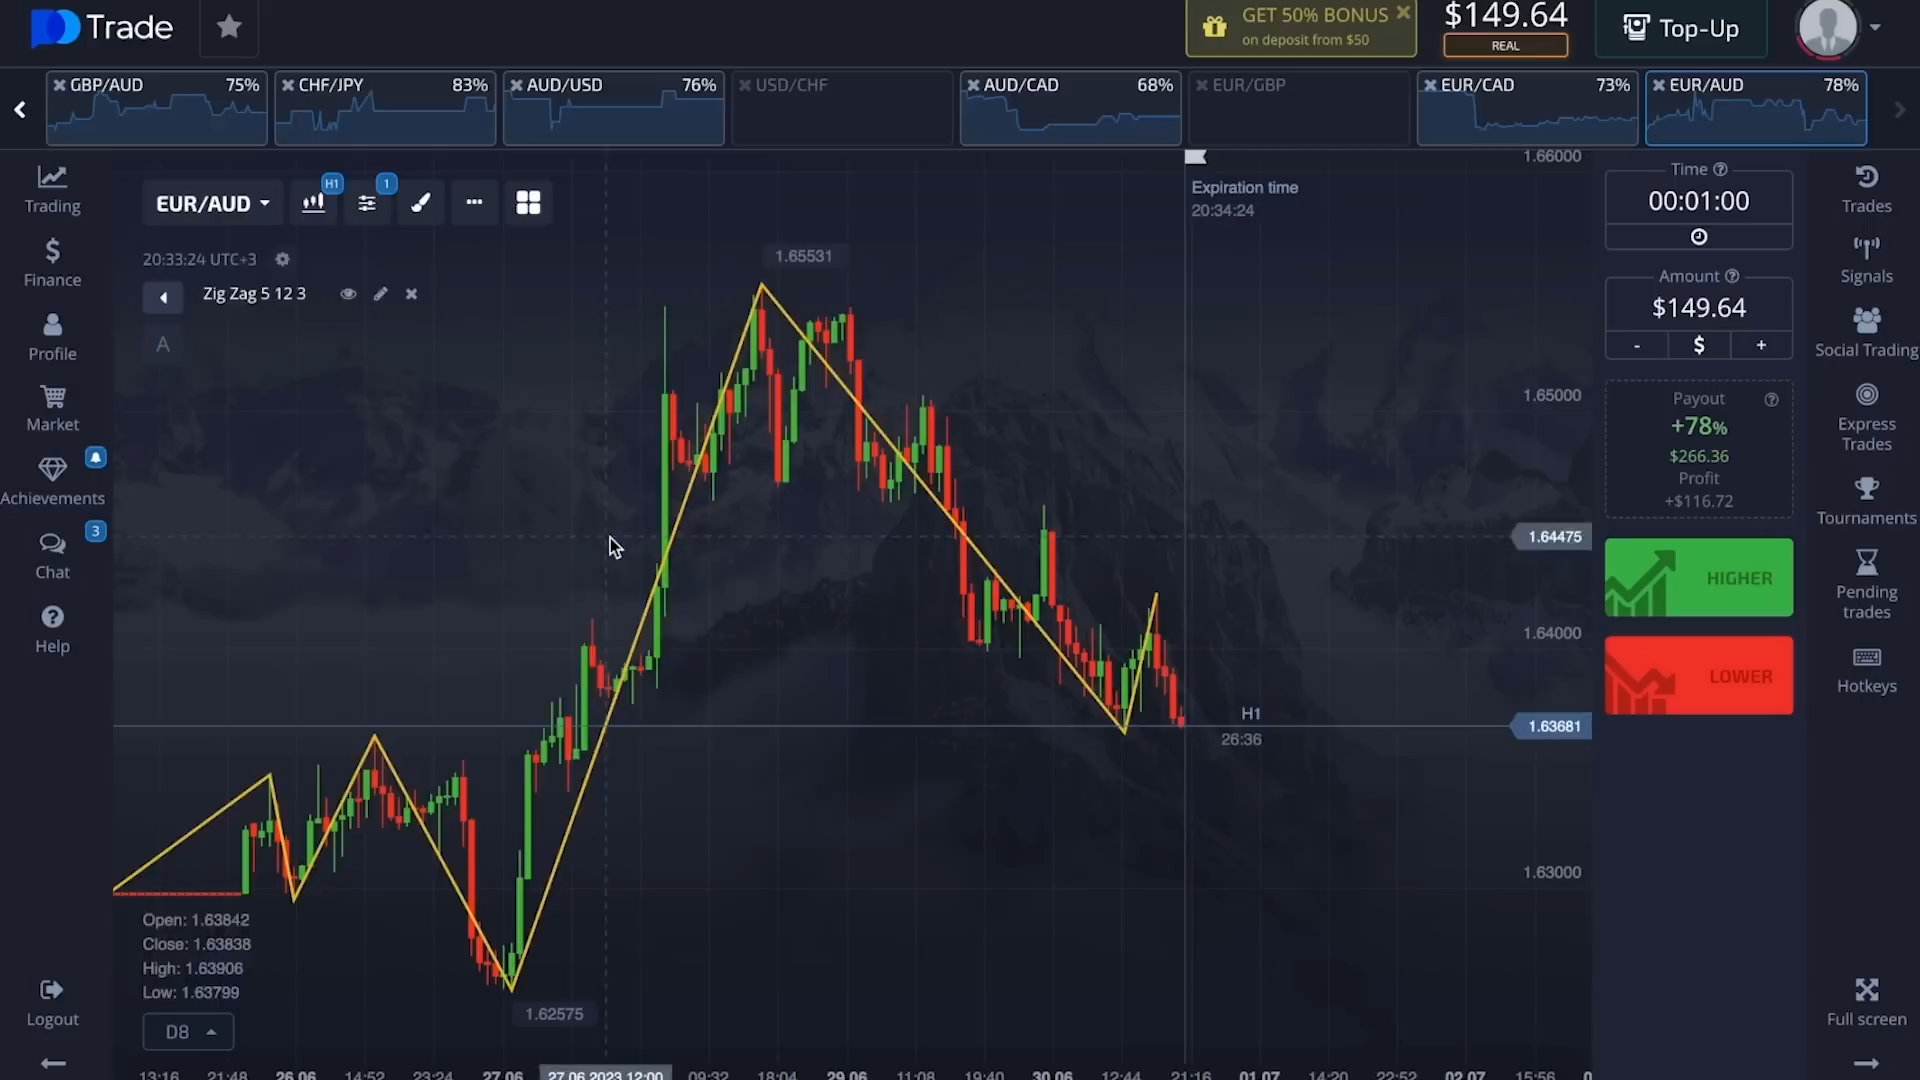 Trade
GET 50% BONUS
on deposit from $50
$149.64
REAL
Top-Up
GBP/AUD 75%
CHF/JPY 83%
AUD/USD 76%
USD/CHF
AUD/CAD 68%
EUR/GBP
EUR/CAD 73%
EUR/AUD 78%
Trading
Finance
Profile
Market
Achievements
3
Chat
Help
Logout
EUR/AUD
H1
1
20:33:24 UTC+3
Zig Zag 5 12 3
A
Expiration time
20:34:24
1.65531
1.62575
H1
26:36
1.66000
1.65000
1.64475
1.64000
1.63681
1.63000
Open: 1.63842
Close: 1.63838
High: 1.63906
Low: 1.63799
D8
13:16 21:48 26.06 14:52 23:24 27.06 27.06.2023 12:00 09:32 18:04 29.06 11:08 19:40 30.06 12:44 21:16 01.07 14:20 22:52 02.07 15:56
Time
00:01:00
Amount
$149.64
- $ +
Payout
+78%
$266.36
Profit
+$116.72
HIGHER
LOWER
Trades
Signals
Social Trading
Express
Trades
Tournaments
Pending
trades
Hotkeys
Full screen